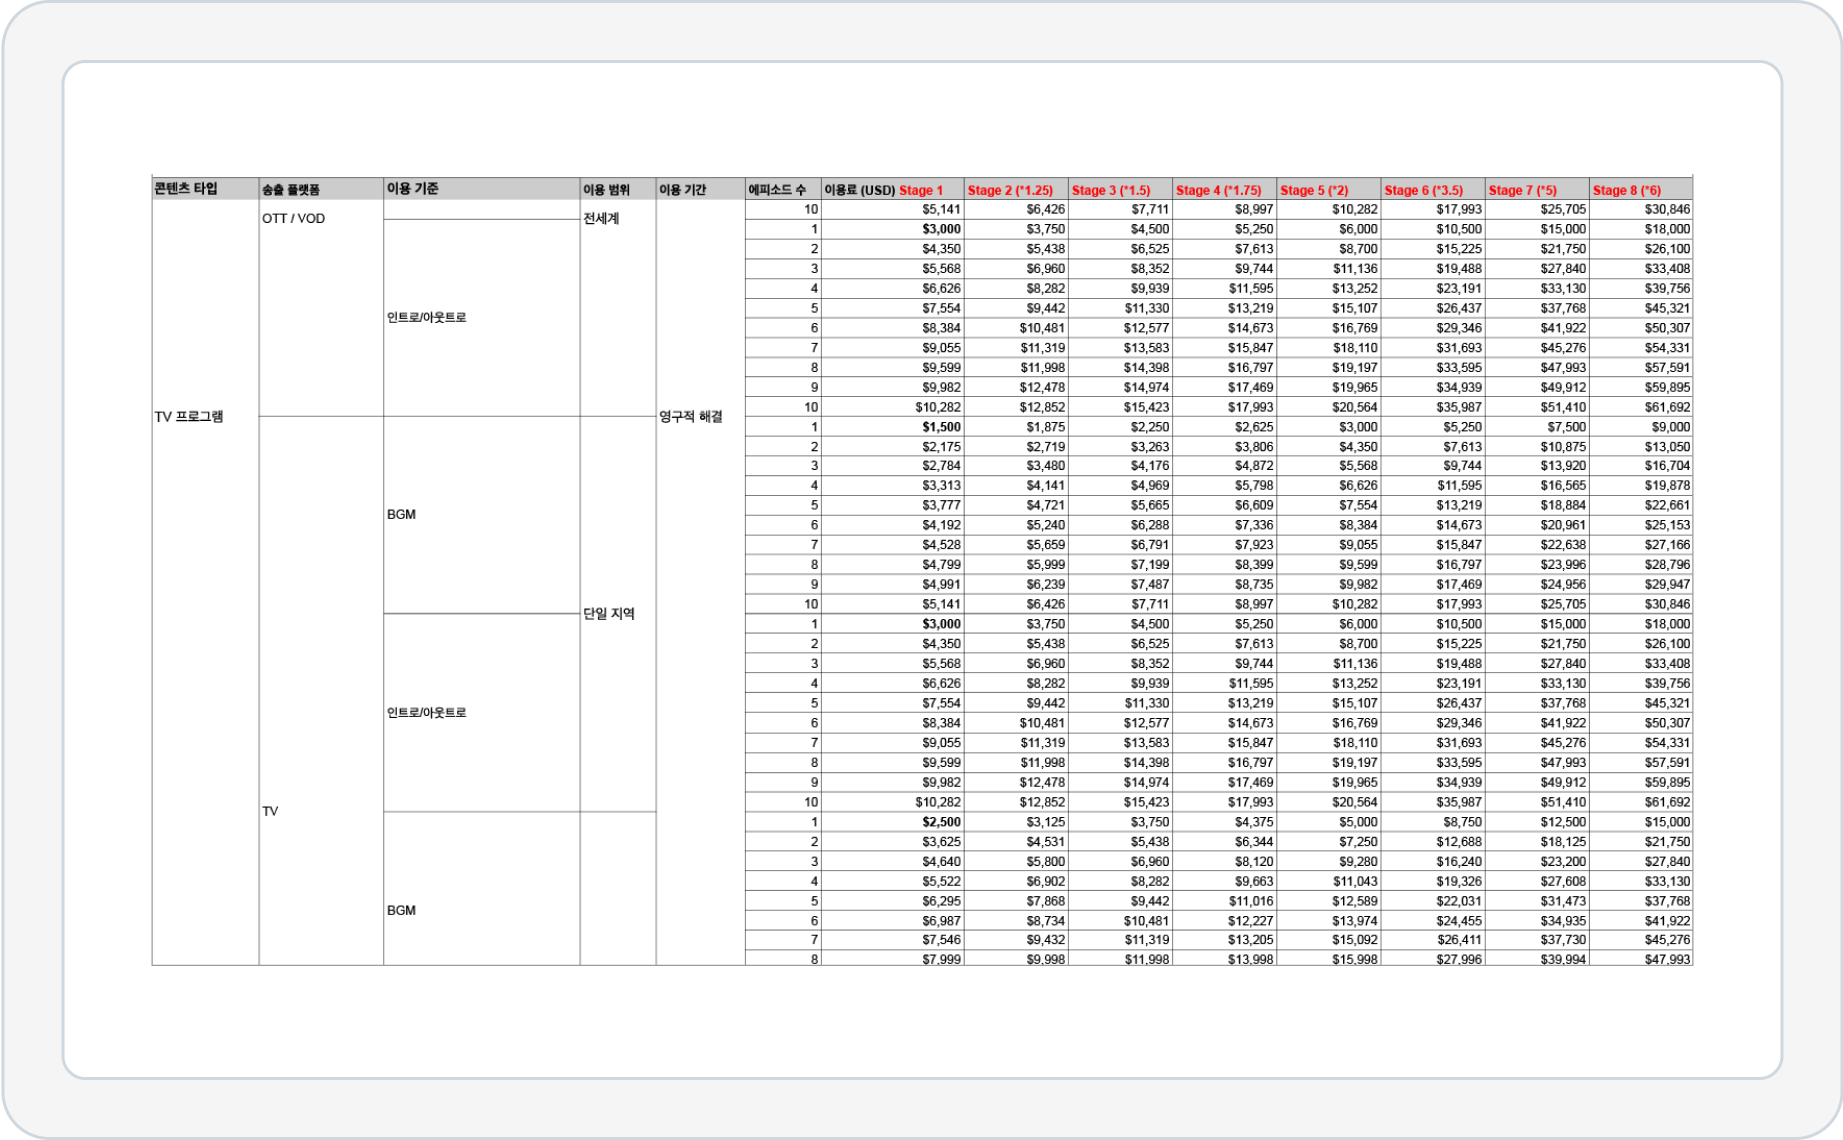 콘텐츠 타입 송출 플랫폼 이용 기준 이용 범위 이용 기간 에피소드 수 이용료 (USD) Stage 1 Stage 2 (*1.25) Stage 3 (*1.5) Stage 4 (*1.75) Stage 5 (*2) Stage 6 (*3.5) Stage 7 (*5) Stage 8 (*6)
10 $5,141 $6,426 $7,711 $8,997 $10,282 $17,993 $25,705 $30,846
OTT / VOD 전세계
1 $3,000 $3,750 $4,500 $5,250 $6,000 $10,500 $15,000 $18,000
2 $4,350 $5,438 $6,525 $7,613 $8,700 $15,225 $21,750 $26,100
3 $5,568 $6,960 $8,352 $9,744 $11,136 $19,488 $27,840 $33,408
4 $6,626 $8,282 $9,939 $11,595 $13,252 $23,191 $33,130 $39,756
5 $7,554 $9,442 $11,330 $13,219 $15,107 $26,437 $37,768 $45,321
인트로/아웃트로
6 $8,384 $10,481 $12,577 $14,673 $16,769 $29,346 $41,922 $50,307
7 $9,055 $11,319 $13,583 $15,847 $18,110 $31,693 $45,276 $54,331
8 $9,599 $11,998 $14,398 $16,797 $19,197 $33,595 $47,993 $57,591
9 $9,982 $12,478 $14,974 $17,469 $19,965 $34,939 $49,912 $59,895
10 $10,282 $12,852 $15,423 $17,993 $20,564 $35,987 $51,410 $61,692
TV 프로그램 영구적 해결
1 $1,500 $1,875 $2,250 $2,625 $3,000 $5,250 $7,500 $9,000
2 $2,175 $2,719 $3,263 $3,806 $4,350 $7,613 $10,875 $13,050
3 $2,784 $3,480 $4,176 $4,872 $5,568 $9,744 $13,920 $16,704
4 $3,313 $4,141 $4,969 $5,798 $6,626 $11,595 $16,565 $19,878
5 $3,777 $4,721 $5,665 $6,609 $7,554 $13,219 $18,884 $22,661
BGM
6 $4,192 $5,240 $6,288 $7,336 $8,384 $14,673 $20,961 $25,153
7 $4,528 $5,659 $6,791 $7,923 $9,055 $15,847 $22,638 $27,166
8 $4,799 $5,999 $7,199 $8,399 $9,599 $16,797 $23,996 $28,796
9 $4,991 $6,239 $7,487 $8,735 $9,982 $17,469 $24,956 $29,947
10 $5,141 $6,426 $7,711 $8,997 $10,282 $17,993 $25,705 $30,846
단일 지역
1 $3,000 $3,750 $4,500 $5,250 $6,000 $10,500 $15,000 $18,000
2 $4,350 $5,438 $6,525 $7,613 $8,700 $15,225 $21,750 $26,100
3 $5,568 $6,960 $8,352 $9,744 $11,136 $19,488 $27,840 $33,408
4 $6,626 $8,282 $9,939 $11,595 $13,252 $23,191 $33,130 $39,756
5 $7,554 $9,442 $11,330 $13,219 $15,107 $26,437 $37,768 $45,321
인트로/아웃트로
6 $8,384 $10,481 $12,577 $14,673 $16,769 $29,346 $41,922 $50,307
7 $9,055 $11,319 $13,583 $15,847 $18,110 $31,693 $45,276 $54,331
8 $9,599 $11,998 $14,398 $16,797 $19,197 $33,595 $47,993 $57,591
9 $9,982 $12,478 $14,974 $17,469 $19,965 $34,939 $49,912 $59,895
10 $10,282 $12,852 $15,423 $17,993 $20,564 $35,987 $51,410 $61,692
TV
1 $2,500 $3,125 $3,750 $4,375 $5,000 $8,750 $12,500 $15,000
2 $3,625 $4,531 $5,438 $6,344 $7,250 $12,688 $18,125 $21,750
3 $4,640 $5,800 $6,960 $8,120 $9,280 $16,240 $23,200 $27,840
4 $5,522 $6,902 $8,282 $9,663 $11,043 $19,326 $27,608 $33,130
5 $6,295 $7,868 $9,442 $11,016 $12,589 $22,031 $31,473 $37,768
BGM
6 $6,987 $8,734 $10,481 $12,227 $13,974 $24,455 $34,935 $41,922
7 $7,546 $9,432 $11,319 $13,205 $15,092 $26,411 $37,730 $45,276
8 $7,999 $9,998 $11,998 $13,998 $15,998 $27,996 $39,994 $47,993